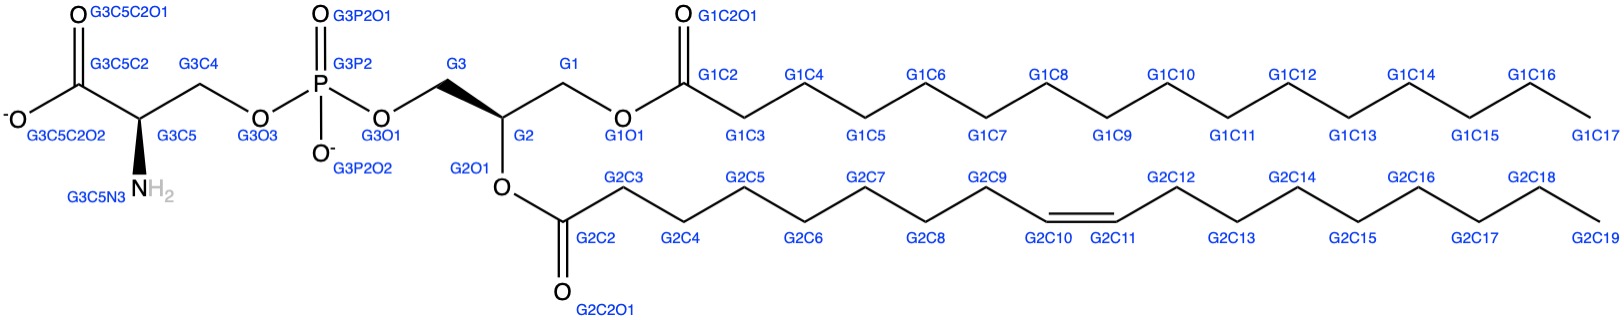 O G3C5C2O1
O G3P2O1
O G1C2O1
G3C5C2 G3C4 P G3P2 G3 G1 G1C2 G1C4 G1C6 G1C8 G1C10 G1C12 G1C14 G1C16
-O G3C5C2O2 G3C5 O G3O3 O G3O1 G2 O G1O1 G1C3 G1C5 G1C7 G1C9 G1C11 G1C13 G1C15 G1C17
O- G3P2O2
G3C5N3 NH2
G2O1 O G2C3 G2C5 G2C7 G2C9 G2C12 G2C14 G2C16 G2C18
G2C2 G2C4 G2C6 G2C8 G2C10 G2C11 G2C13 G2C15 G2C17 G2C19
O G2C2O1